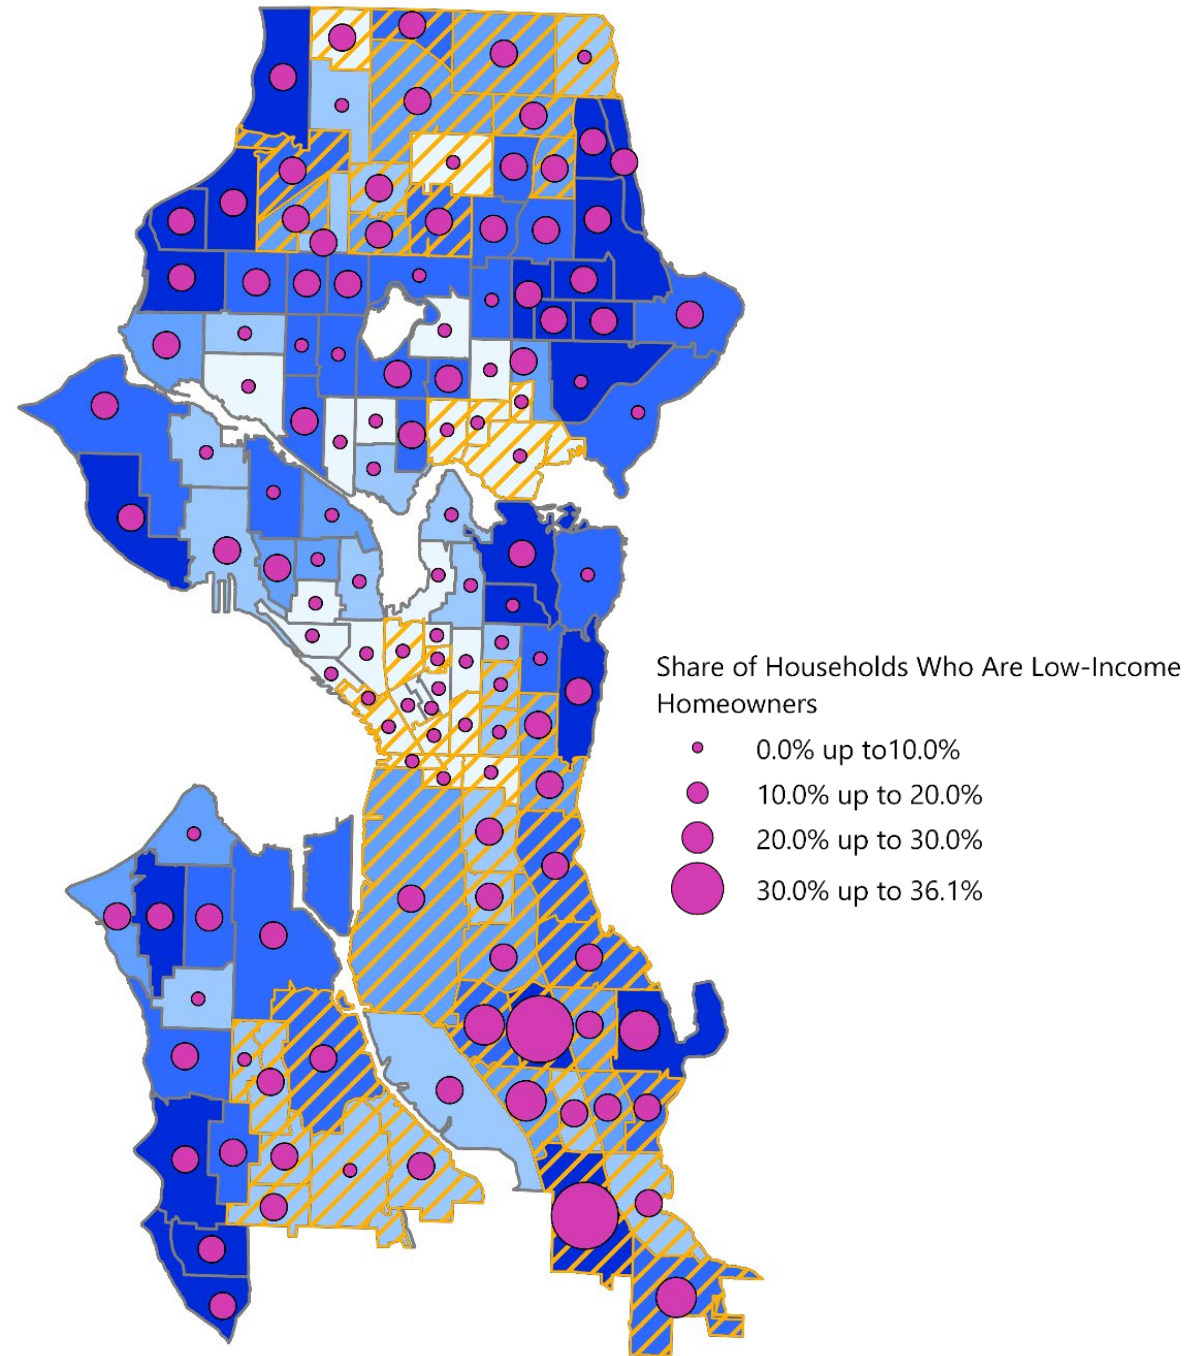 Share of Households Who Are Low-Income
Homeowners
0.0% up to10.0%
10.0% up to 20.0%
20.0% up to 30.0%
30.0% up to 36.1%